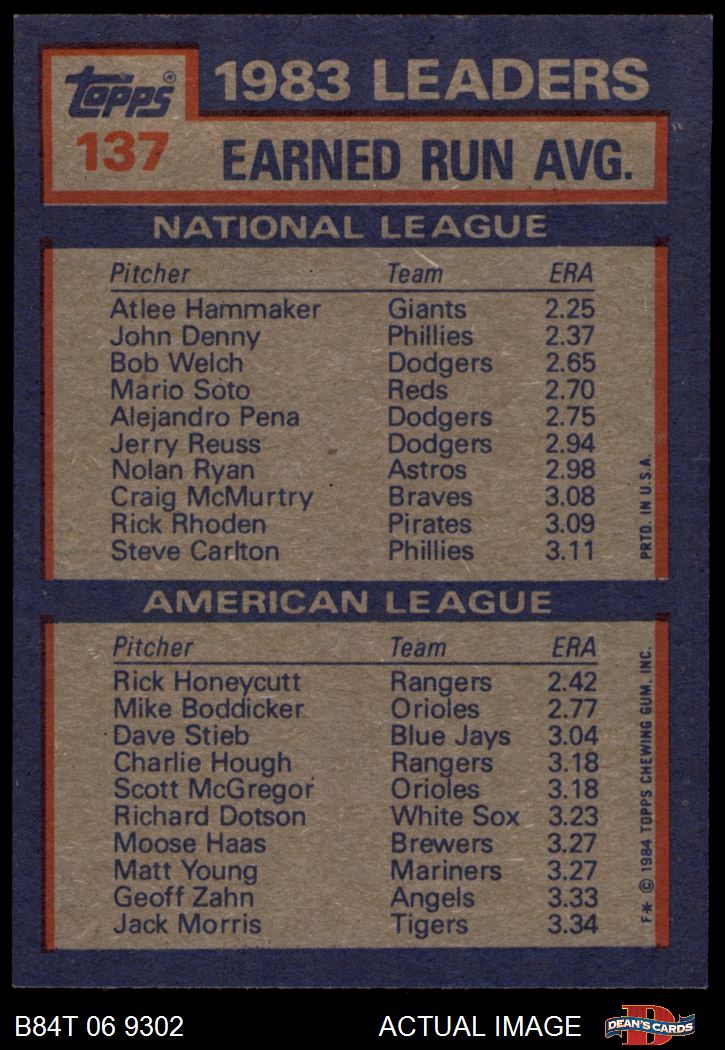 Topps®
1983 LEADERS
137
EARNED RUN AVG.
NATIONAL LEAGUE
Pitcher Team ERA
Atlee Hammaker Giants 2.25
John Denny Phillies 2.37
Bob Welch Dodgers 2.65
Mario Soto Reds 2.70
Alejandro Pena Dodgers 2.75
Jerry Reuss Dodgers 2.94
Nolan Ryan Astros 2.98
Craig McMurtry Braves 3.08
Rick Rhoden Pirates 3.09
Steve Carlton Phillies 3.11
PRTD. IN U.S.A.
AMERICAN LEAGUE
Pitcher Team ERA
Rick Honeycutt Rangers 2.42
Mike Boddicker Orioles 2.77
Dave Stieb Blue Jays 3.04
Charlie Hough Rangers 3.18
Scott McGregor Orioles 3.18
Richard Dotson White Sox 3.23
Moose Haas Brewers 3.27
Matt Young Mariners 3.27
Geoff Zahn Angels 3.33
Jack Morris Tigers 3.34
F* © 1984 TOPPS CHEWING GUM, INC.
B84T 06 9302 ACTUAL IMAGE
D
DEAN'S CARDS